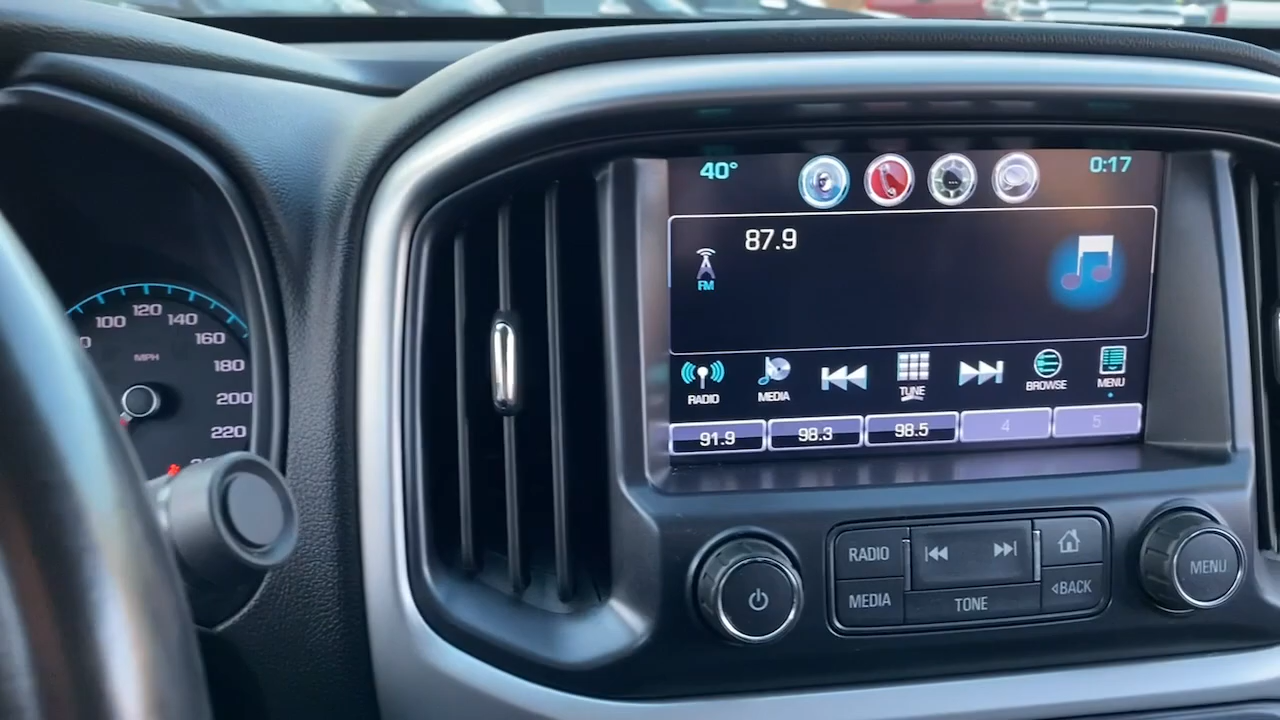 40° 0:17
87.9
FM
RADIO MEDIA TUNE BROWSE MENU
91.9 98.3 98.5 4 5
100 120 140
160
MPH
180
200
220
RADIO
MEDIA TONE BACK
MENU